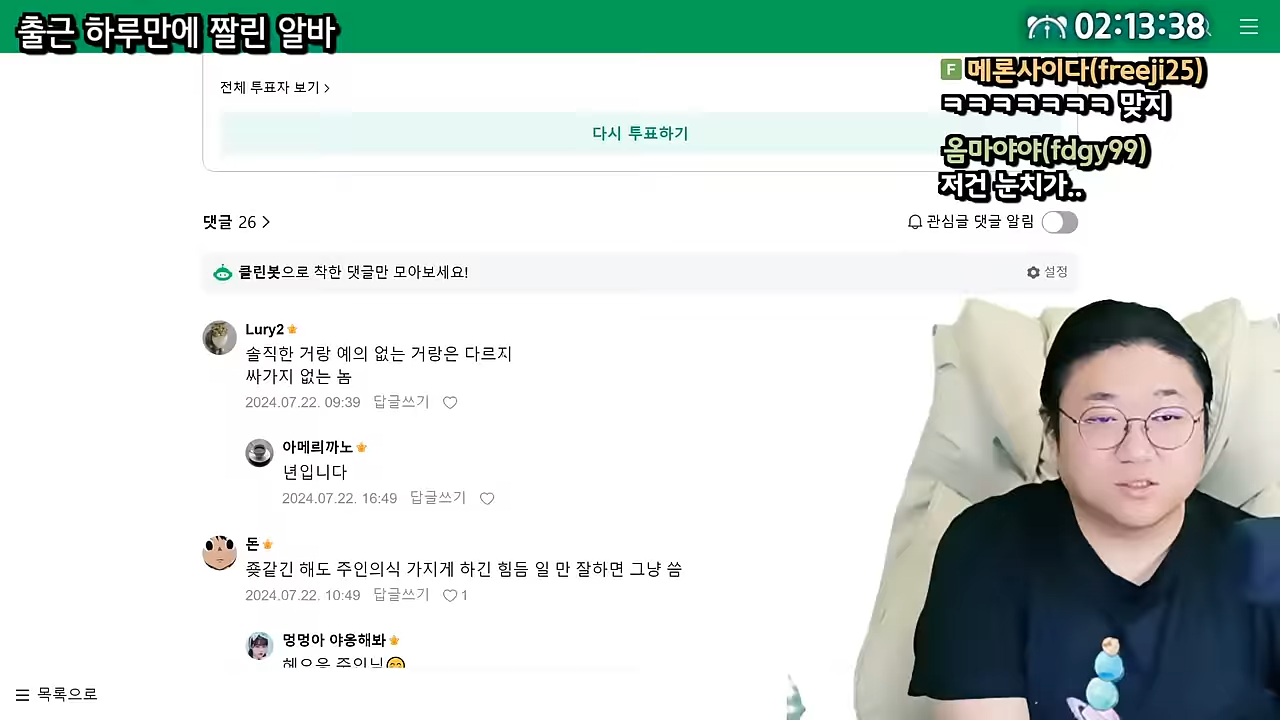 출근 하루만에 짤린 알바
02:13:38
F 메론사이다(freeji25)
ㅋㅋㅋㅋㅋㅋㅋ 맞지
옴마야야(fdgy99)
저건 눈치가..
전체 투표자 보기 >
다시 투표하기
댓글 26 >
관심글 댓글 알림
클린봇으로 착한 댓글만 모아보세요!
설정
Lury2
솔직한 거랑 예의 없는 거랑은 다르지
싸가지 없는 놈
2024.07.22. 09:39 답글쓰기
아메리까노
년입니다
2024.07.22. 16:49 답글쓰기
돈
좆같긴 해도 주인의식 가지게 하긴 힘듬 일 만 잘하면 그냥 씀
2024.07.22. 10:49 답글쓰기 1
멍멍아 야옹해봐
목록으로